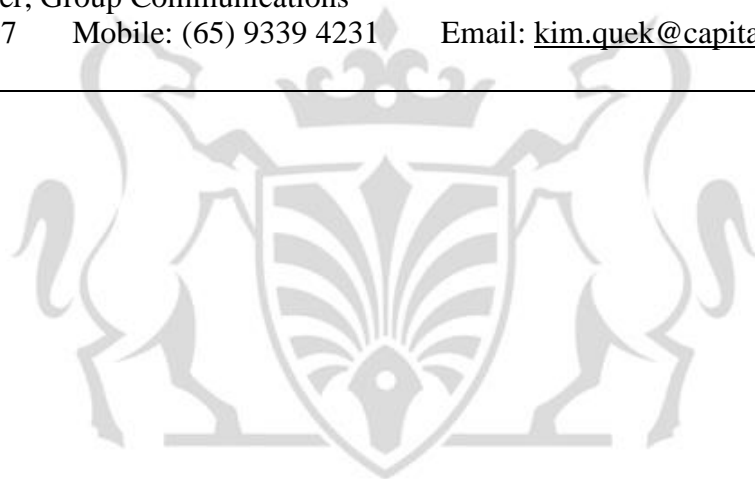 er, Group Communications
7 Mobile: (65) 9339 4231 Email: kim.quek@capita